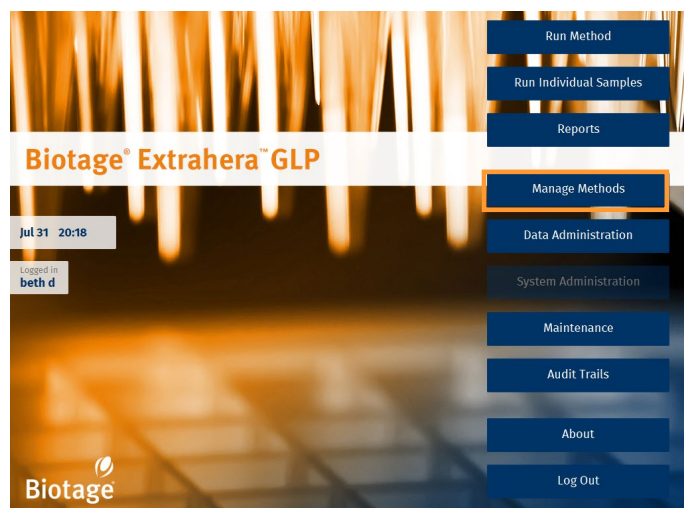 Run Method
Run Individual Samples
Reports
Biotage® Extrahera™ GLP
Manage Methods
Jul 31 20:18
Data Administration
Logged in
beth d
System Administration
Maintenance
Audit Trails
About
Biotage
Log Out